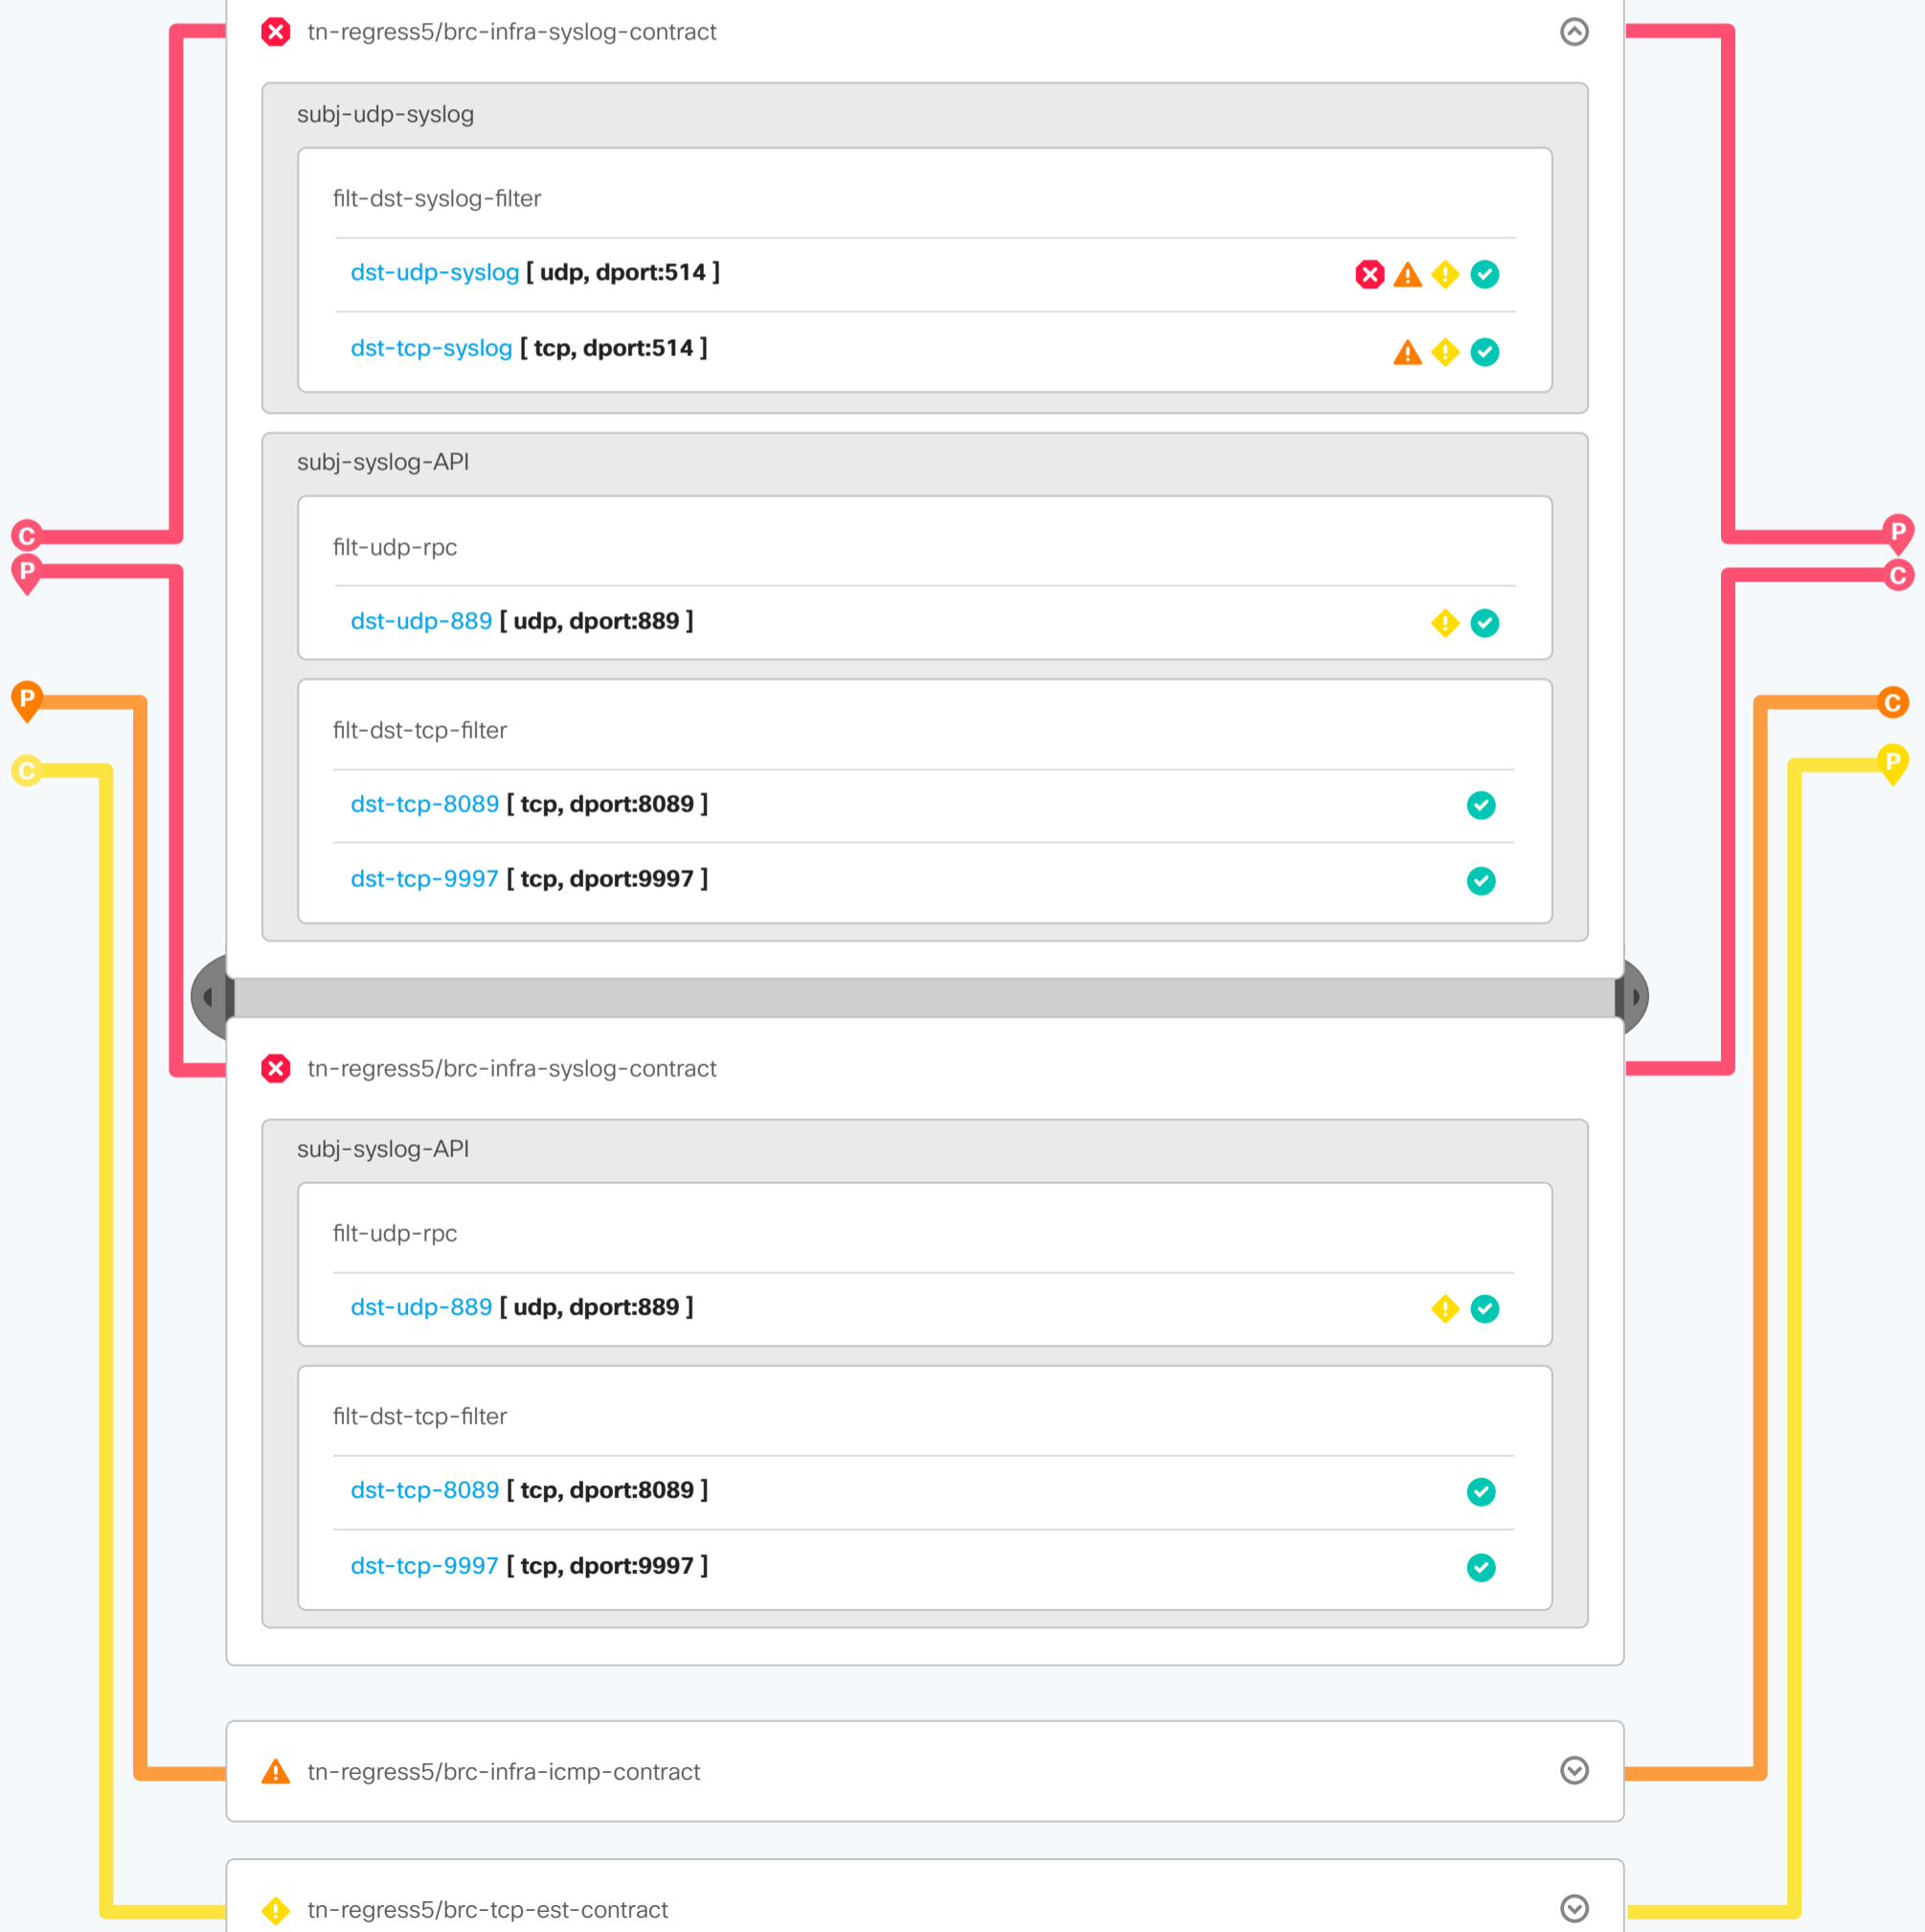 tn-regress5/brc-infra-syslog-contract
subj-udp-syslog
filt-dst-syslog-filter
dst-udp-syslog [ udp, dport:514 ]
dst-tcp-syslog [ tcp, dport:514 ]
subj-syslog-API
filt-udp-rpc
C
P
P
C
dst-udp-889 [ udp, dport:889 ]
P
C
filt-dst-tcp-filter
C
P
dst-tcp-8089 [ tcp, dport:8089 ]
dst-tcp-9997 [ tcp, dport:9997 ]
tn-regress5/brc-infra-syslog-contract
subj-syslog-API
filt-udp-rpc
dst-udp-889 [ udp, dport:889 ]
filt-dst-tcp-filter
dst-tcp-8089 [ tcp, dport:8089 ]
dst-tcp-9997 [ tcp, dport:9997 ]
tn-regress5/brc-infra-icmp-contract
tn-regress5/brc-tcp-est-contract